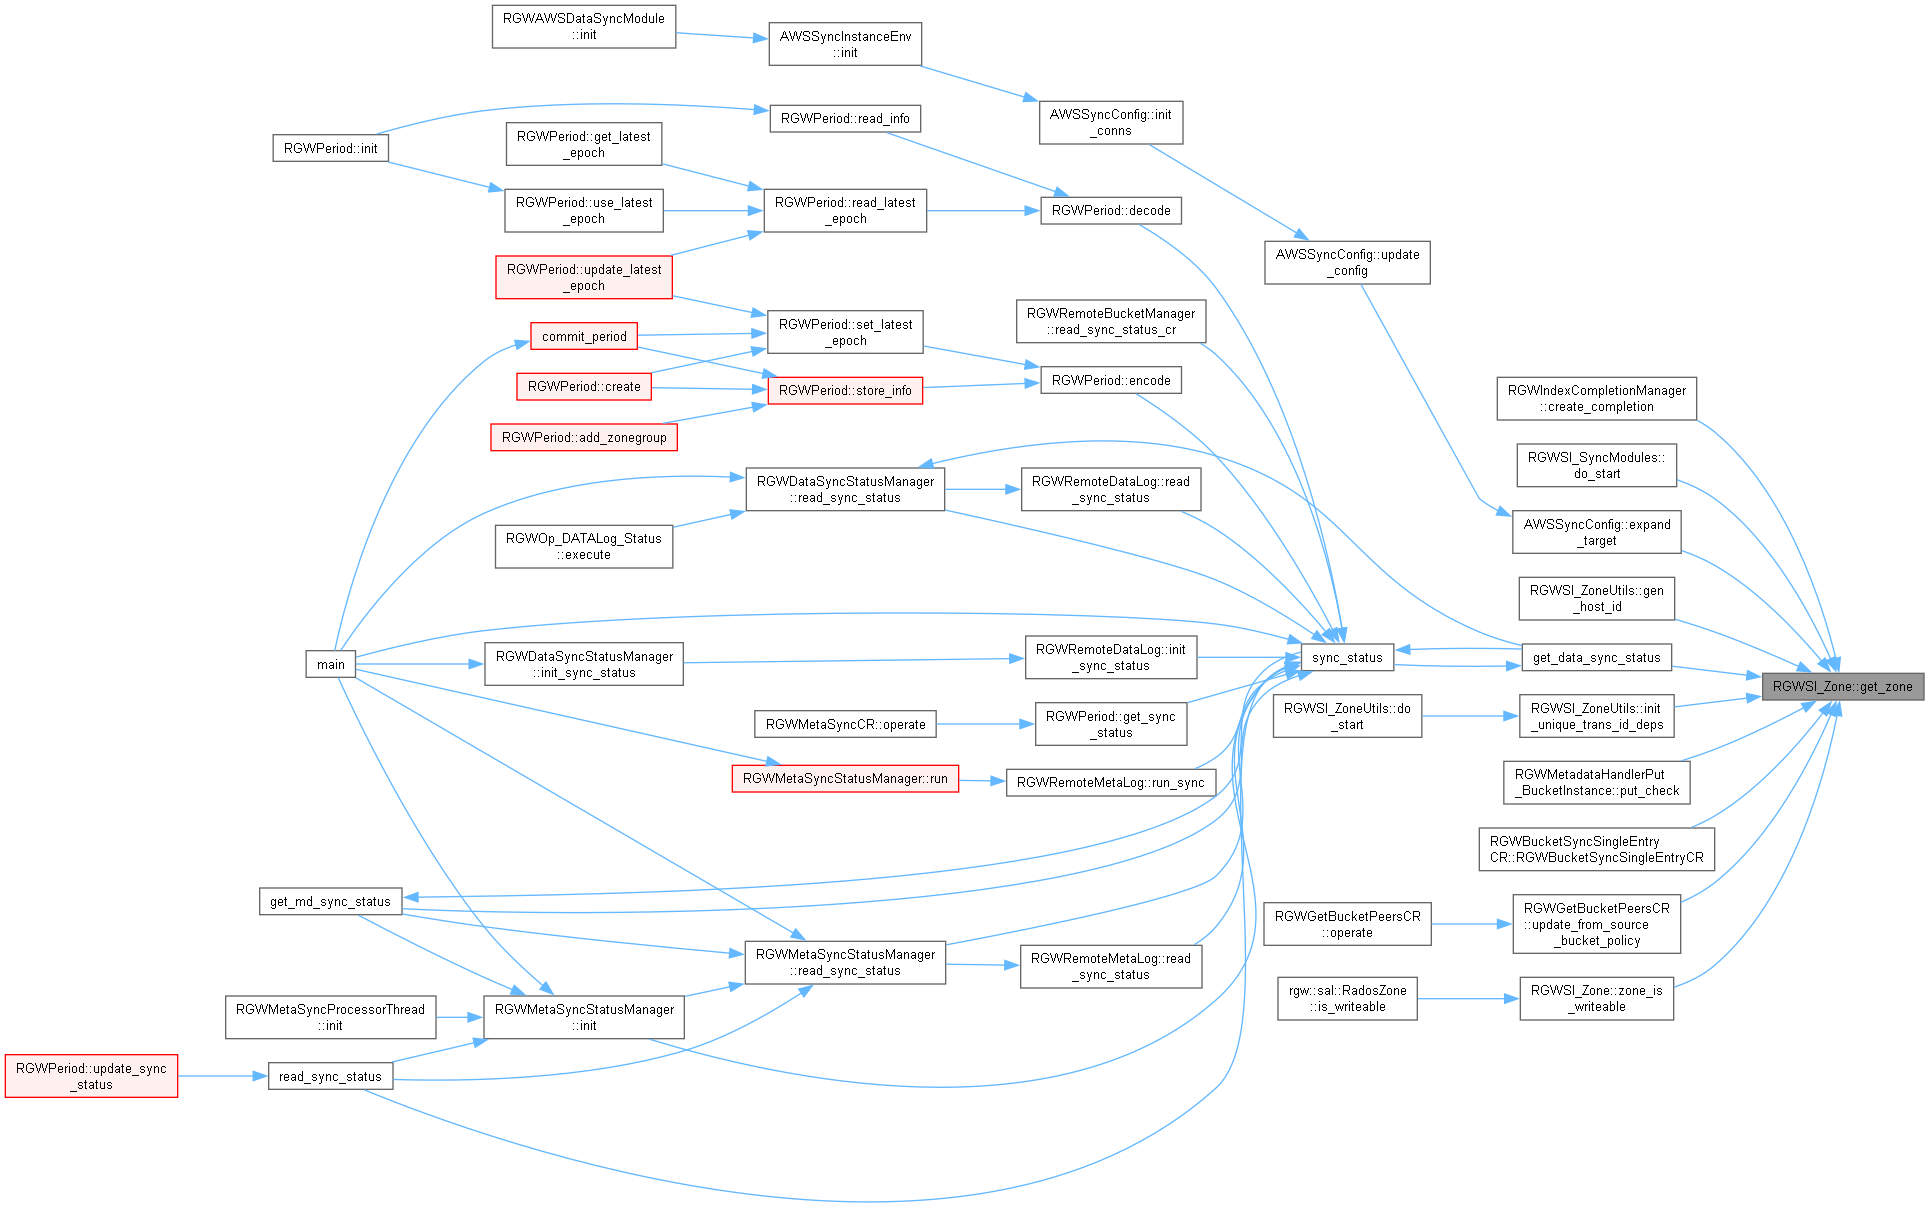 RGWAWSDataSyncModule
::init
AWSSyncInstanceEnv
::init
AWSSyncConfig::init
_conns
RGWPeriod::read_info
RGWPeriod::init
RGWPeriod::get_latest
_epoch
RGWPeriod::use_latest
_epoch
RGWPeriod::read_latest
_epoch
RGWPeriod::decode
AWSSyncConfig::update
_config
RGWPeriod::update_latest
_epoch
RGWRemoteBucketManager
::read_sync_status_cr
RGWPeriod::set_latest
_epoch
commit_period
RGWPeriod::create
RGWPeriod::store_info
RGWPeriod::encode
RGWIndexCompletionManager
::create_completion
RGWPeriod::add_zonegroup
RGWSI_SyncModules::
do_start
RGWDataSyncStatusManager
::read_sync_status
RGWRemoteDataLog::read
_sync_status
AWSSyncConfig::expand
_target
RGWOp_DATALog_Status
::execute
RGWSI_ZoneUtils::gen
_host_id
main
RGWDataSyncStatusManager
::init_sync_status
RGWRemoteDataLog::init
_sync_status
sync_status
get_data_sync_status
RGWSI_Zone::get_zone
RGWMetaSyncCR::operate
RGWPeriod::get_sync
_status
RGWSI_ZoneUtils::do
_start
RGWSI_ZoneUtils::init
_unique_trans_id_deps
RGWMetaSyncStatusManager::run
RGWRemoteMetaLog::run_sync
RGWMetadataHandlerPut
_BucketInstance::put_check
RGWBucketSyncSingleEntry
CR::RGWBucketSyncSingleEntryCR
get_md_sync_status
RGWGetBucketPeersCR
::operate
RGWGetBucketPeersCR
::update_from_source
_bucket_policy
RGWMetaSyncStatusManager
::read_sync_status
RGWRemoteMetaLog::read
_sync_status
rgw::sal::RadosZone
::is_writeable
RGWSI_Zone::zone_is
_writeable
RGWMetaSyncProcessorThread
::init
RGWMetaSyncStatusManager
::init
RGWPeriod::update_sync
_status
read_sync_status